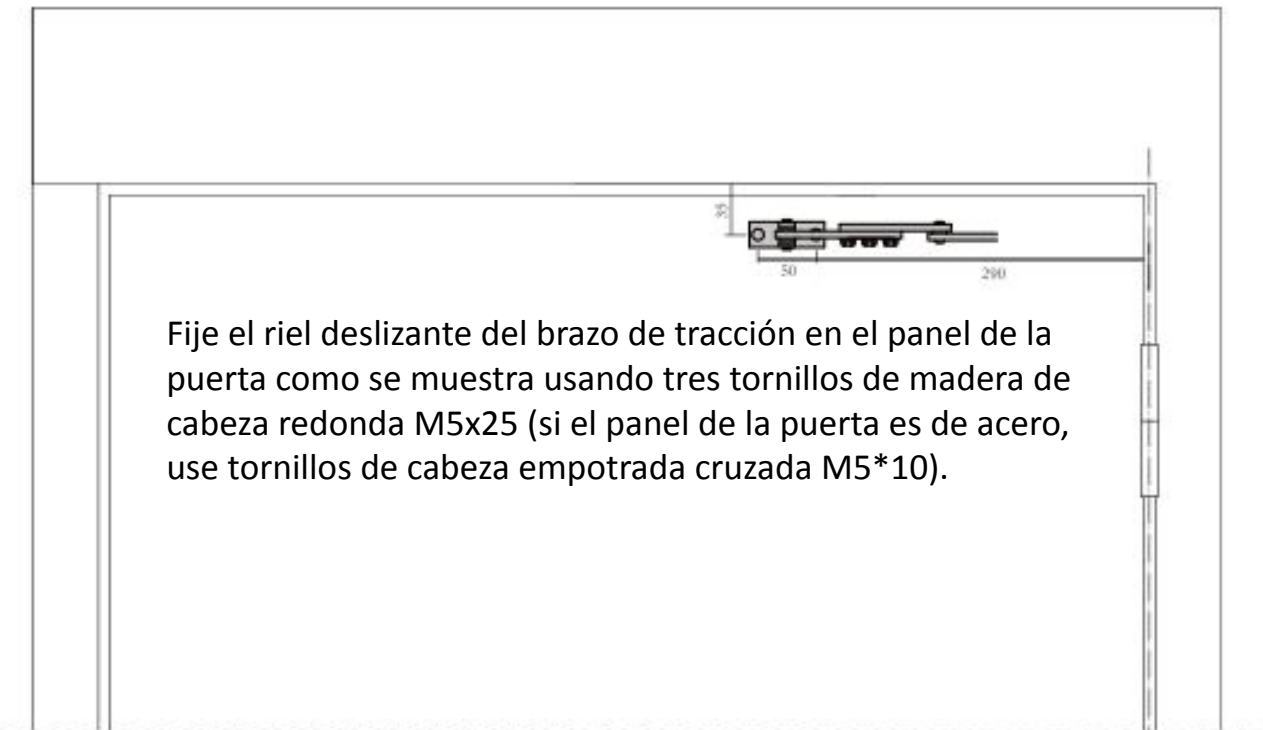 35
50
290
Fije el riel deslizante del brazo de tracción en el panel de la
puerta como se muestra usando tres tornillos de madera de
cabeza redonda M5x25 (si el panel de la puerta es de acero,
use tornillos de cabeza empotrada cruzada M5*10).